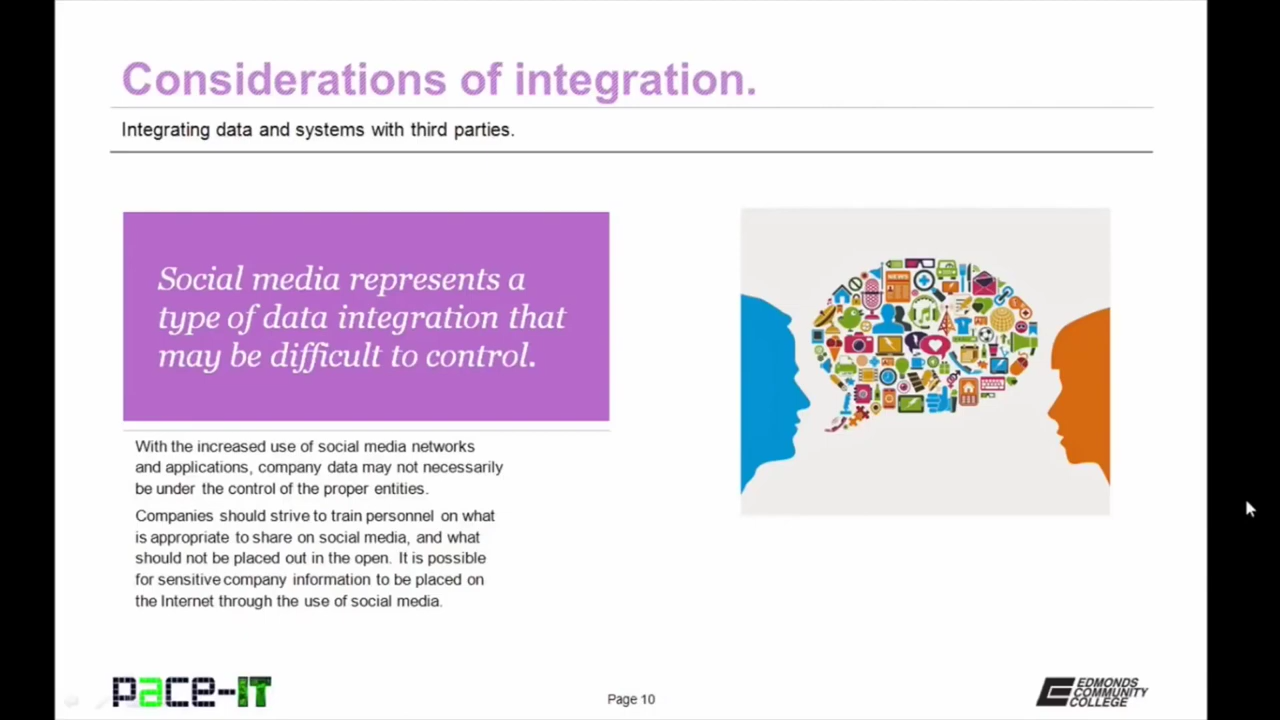 Considerations of integration.
Integrating data and systems with third parties.
Social media represents a
type of data integration that
may be difficult to control.
With the increased use of social media networks
and applications, company data may not necessarily
be under the control of the proper entities.
Companies should strive to train personnel on what
is appropriate to share on social media, and what
should not be placed out in the open. It is possible
for sensitive company information to be placed on
the Internet through the use of social media.
NEWS
pace-IT
Page 10
EDMONDS
COMMUNITY
COLLEGE